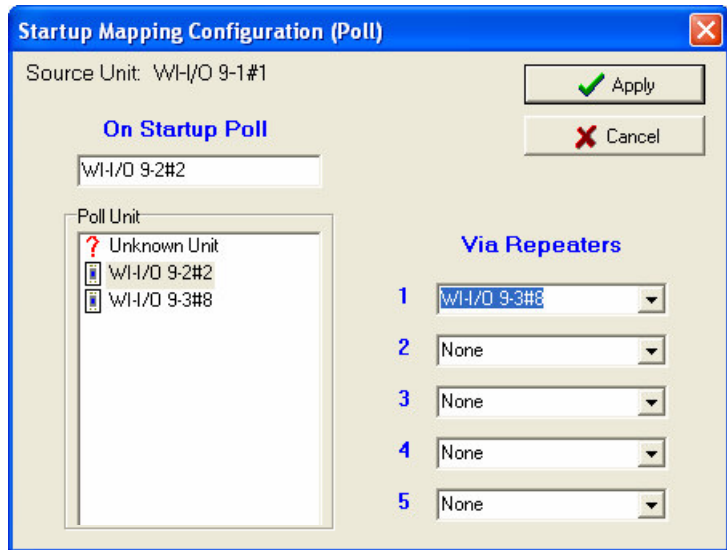 Startup Mapping Configuration (Poll)
Source Unit: WI-I/O 9-1#1
Apply
Cancel
On Startup Poll
WI-I/O 9-2#2
Poll Unit
? Unknown Unit
WI-I/O 9-2#2
WI-I/O 9-3#8
Via Repeaters
1 WI-I/O 9-3#8
2 None
3 None
4 None
5 None